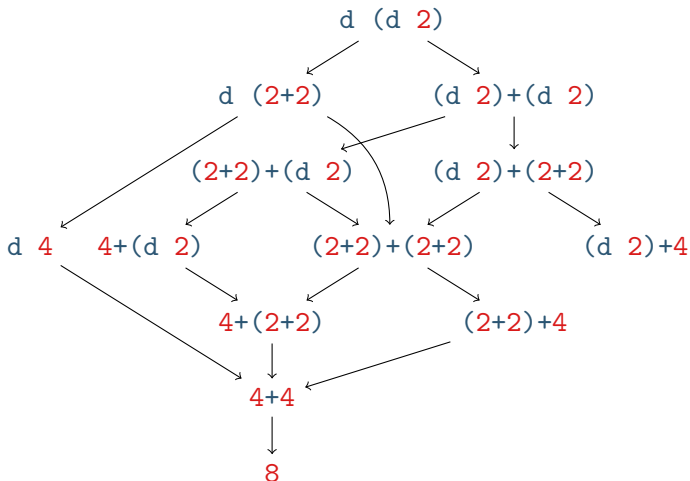 d (d 2)
d (2+2) (d 2)+(d 2)
(2+2)+(d 2) (d 2)+(2+2)
d 4 4+(d 2) (2+2)+(2+2) (d 2)+4
4+(2+2) (2+2)+4
4+4
8